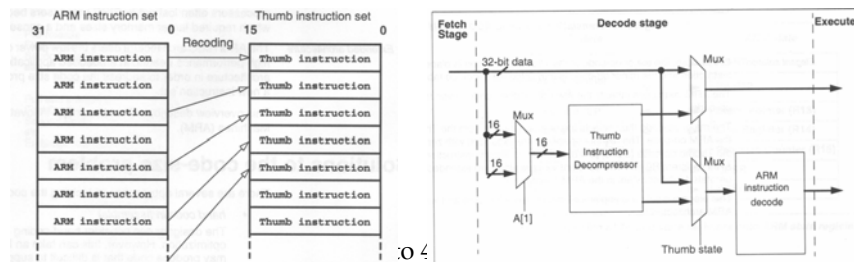 ARM instruction set
Thumb instruction set
31
0
15
0
Recoding
ARM instruction
Thumb instruction
ARM instruction
Thumb instruction
ARM instruction
Thumb instruction
ARM instruction
Thumb instruction
ARM instruction
Thumb instruction
ARM instruction
Thumb instruction
ARM instruction
Thumb instruction
to 4
Fetch
Stage
Decode stage
Execute
32-bit data
Mux
Mux
16
16
16
Thumb
Instruction
Decompressor
Mux
ARM
instruction
decode
A[1]
Thumb state